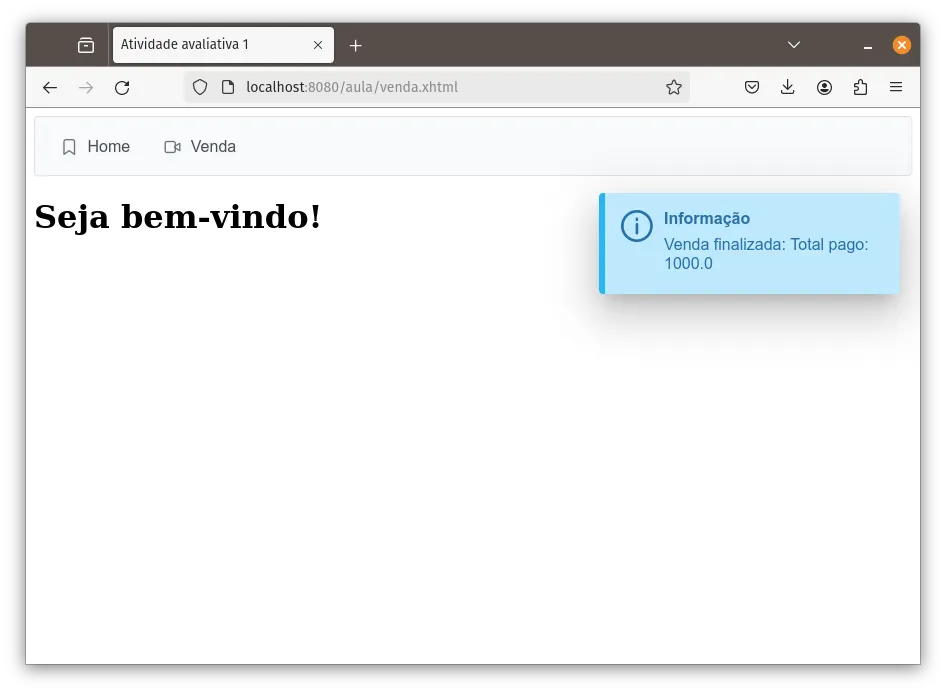 Atividade avaliativa 1
localhost:8080/aula/venda.xhtml
Home Venda
Seja bem-vindo!
Informação
Venda finalizada: Total pago:
1000.0